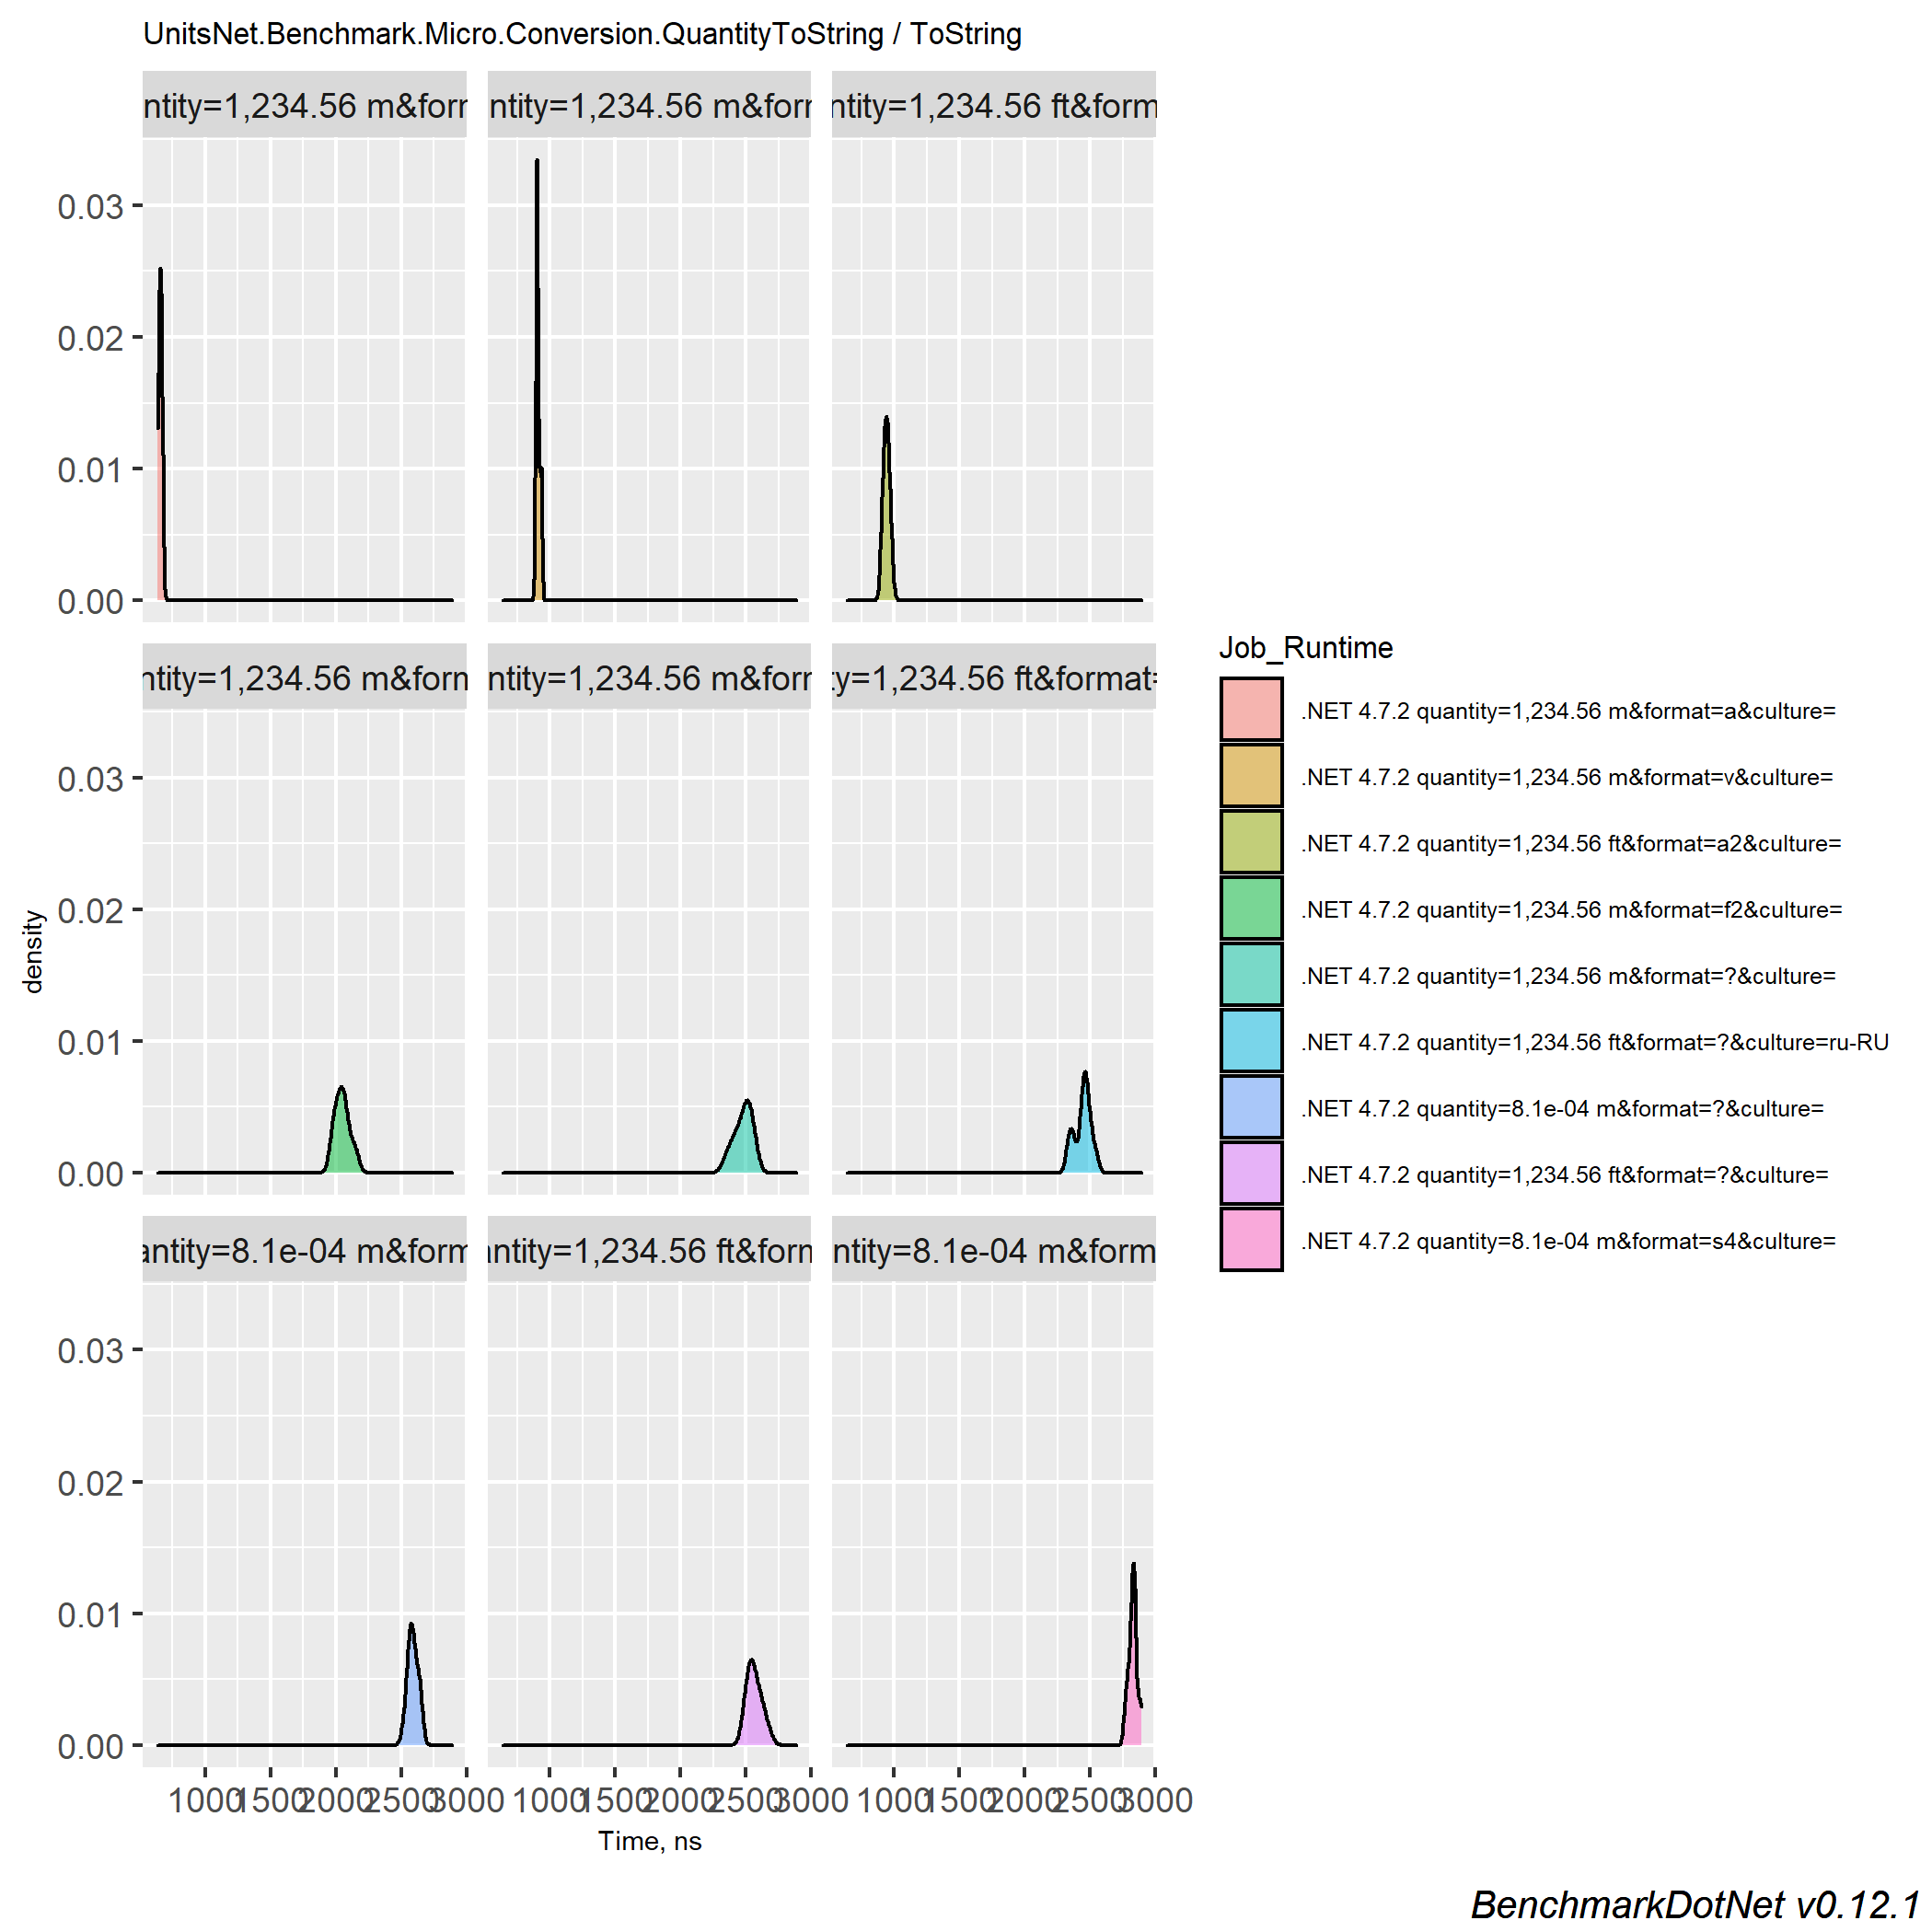 UnitsNet.Benchmark.Micro.Conversion.QuantityToString / ToString
ntity=1,234.56 m&form
ntity=1,234.56 m&form
ntity=1,234.56 ft&form
0.03
0.02
0.01
0.00
ntity=1,234.56 m&form
ntity=1,234.56 m&form
ty=1,234.56 ft&format=
0.03
0.02
0.01
0.00
antity=8.1e-04 m&form
antity=1,234.56 ft&form
ntity=8.1e-04 m&form
0.03
0.02
0.01
0.00
1000 1500 2000 2500 3000
1000 1500 2000 2500 3000
1000 1500 2000 2500 3000
Time, ns
density
Job_Runtime
.NET 4.7.2 quantity=1,234.56 m&format=a&culture=
.NET 4.7.2 quantity=1,234.56 m&format=v&culture=
.NET 4.7.2 quantity=1,234.56 ft&format=a2&culture=
.NET 4.7.2 quantity=1,234.56 m&format=f2&culture=
.NET 4.7.2 quantity=1,234.56 m&format=?&culture=
.NET 4.7.2 quantity=1,234.56 ft&format=?&culture=ru-RU
.NET 4.7.2 quantity=8.1e-04 m&format=?&culture=
.NET 4.7.2 quantity=1,234.56 ft&format=?&culture=
.NET 4.7.2 quantity=8.1e-04 m&format=s4&culture=
BenchmarkDotNet v0.12.1